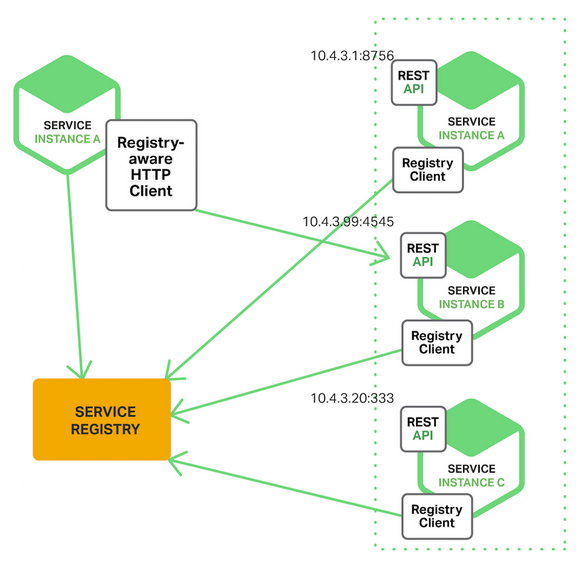 SERVICE
INSTANCE A
Registry-
aware
HTTP
Client
SERVICE
REGISTRY
10.4.3.1:8756
REST
API
SERVICE
INSTANCE A
Registry
Client
10.4.3.99:4545
REST
API
SERVICE
INSTANCE B
Registry
Client
10.4.3.20:333
REST
API
SERVICE
INSTANCE C
Registry
Client